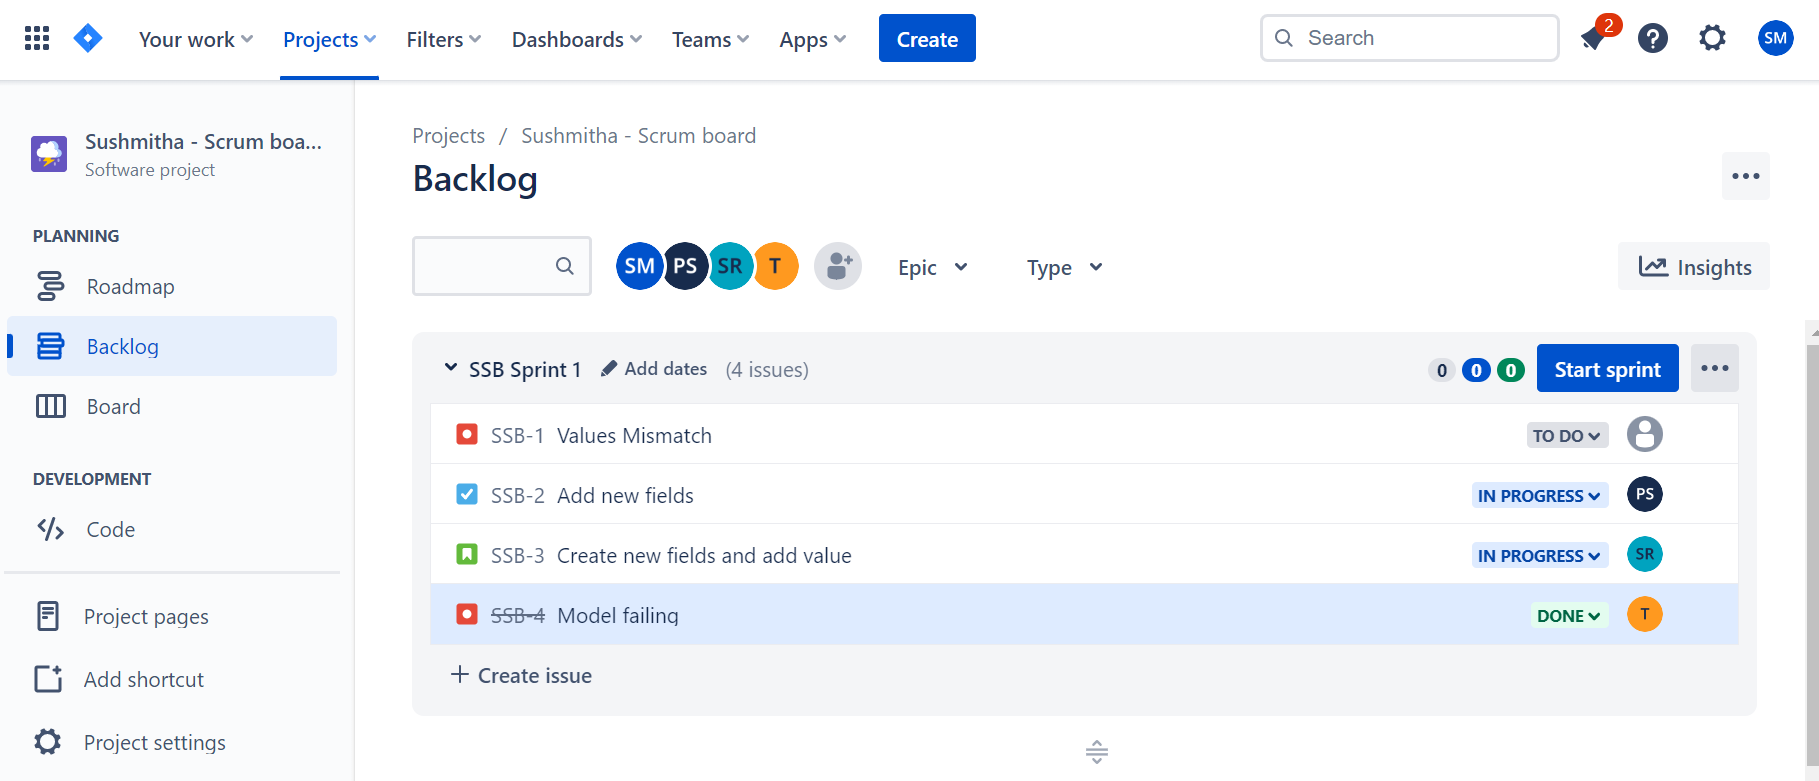 Your work Projects Filters Dashboards Teams Apps Create Search 2 SM
Sushmitha - Scrum boa...
Software project
PLANNING
Roadmap
Backlog
Board
DEVELOPMENT
Code
Project pages
Add shortcut
Project settings
Projects / Sushmitha - Scrum board
Backlog
SM PS SR T Epic Type Insights
SSB Sprint 1 Add dates (4 issues) 0 0 0 Start sprint
SSB-1 Values Mismatch TO DO
SSB-2 Add new fields IN PROGRESS PS
SSB-3 Create new fields and add value IN PROGRESS SR
SSB-4 Model failing DONE T
Create issue